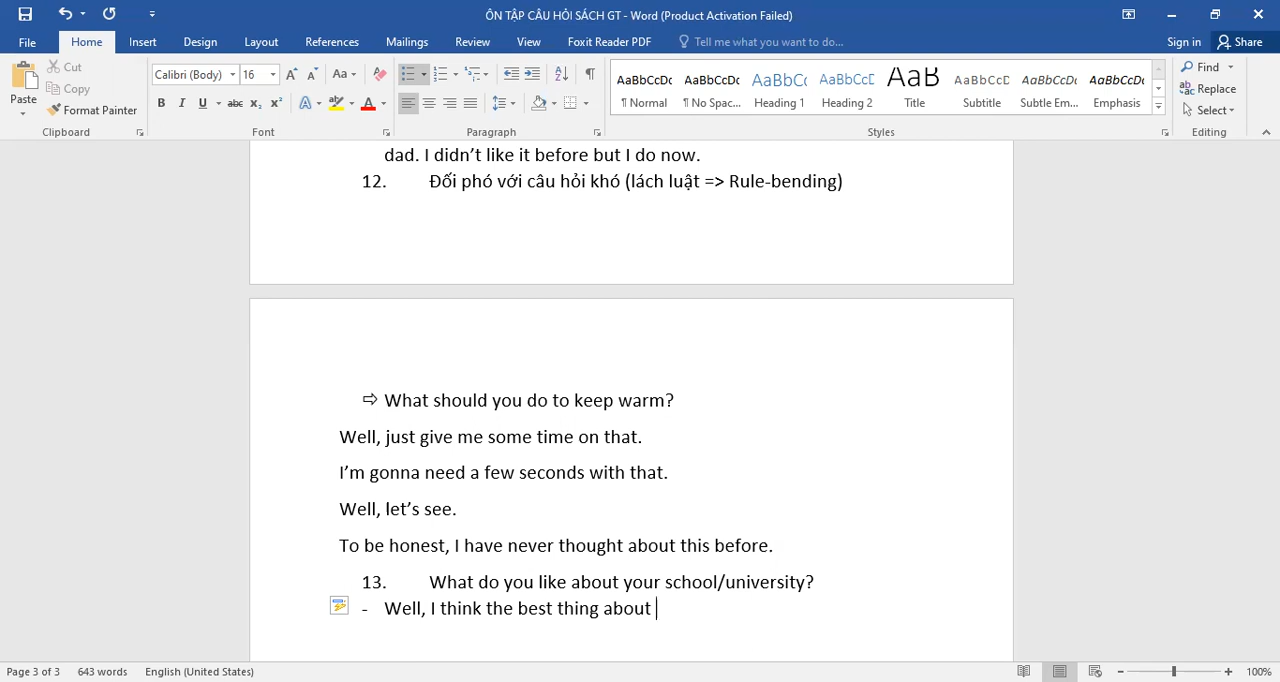 ÔN TẬP CÂU HỎI SÁCH GT - Word (Product Activation Failed)
File Home Insert Design Layout References Mailings Review View Foxit Reader PDF Tell me what you want to do... Sign in Share
Paste Cut Copy Format Painter
Calibri (Body) 16 Aa
B I U abc x₂ x² A A
AaBbCcDc AaBbCcDc AaBbCc AaBbCcD AaB AaBbCcD AaBbCcDc AaBbCcDc
¶ Normal ¶ No Spac... Heading 1 Heading 2 Title Subtitle Subtle Em... Emphasis
Find Replace Select
Clipboard Font Paragraph Styles Editing
dad. I didn’t like it before but I do now.
12. Đối phó với câu hỏi khó (lách luật => Rule-bending)
⇨ What should you do to keep warm?
Well, just give me some time on that.
I’m gonna need a few seconds with that.
Well, let’s see.
To be honest, I have never thought about this before.
13. What do you like about your school/university?
- Well, I think the best thing about
Page 3 of 3 643 words English (United States) 100%